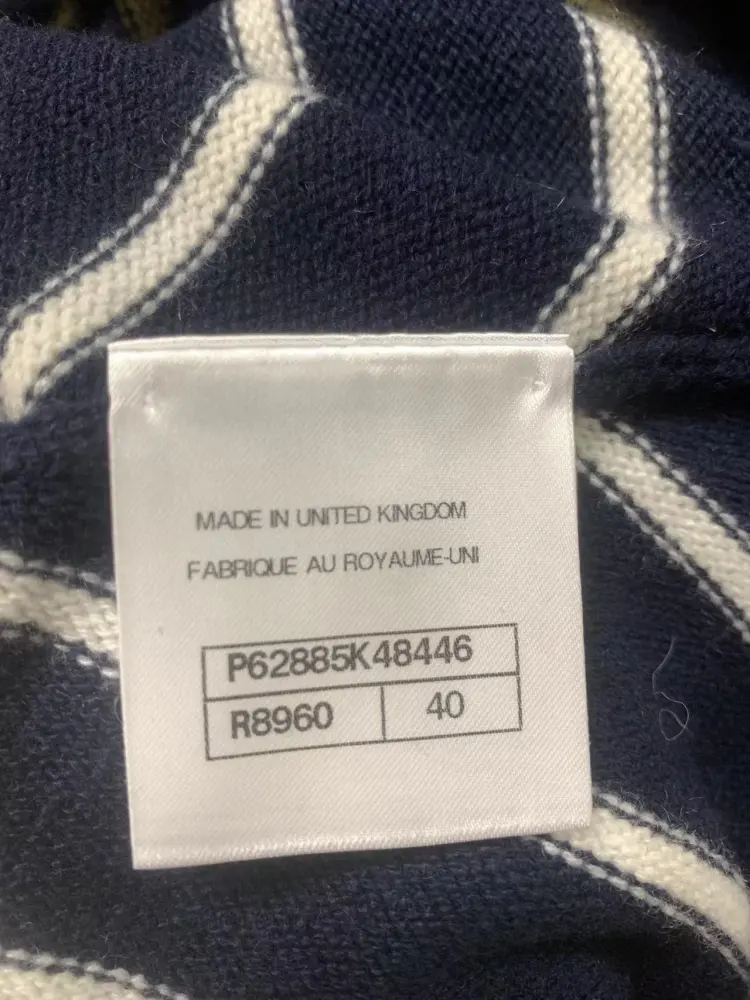 MADE IN UNITED KINGDOM
FABRIQUE AU ROYAUME-UNI
P62885K48446
R8960 40